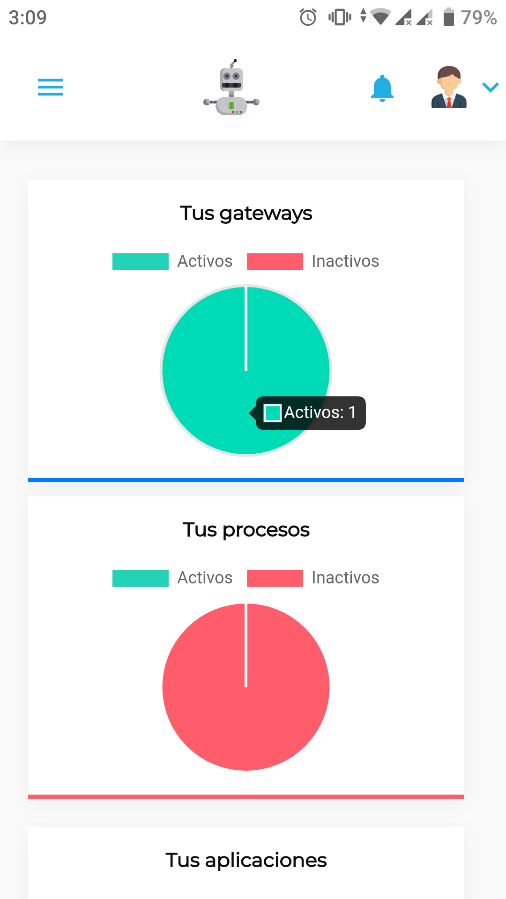 3:09
79%
Tus gateways
Activos Inactivos
Activos: 1
Tus procesos
Activos Inactivos
Tus aplicaciones